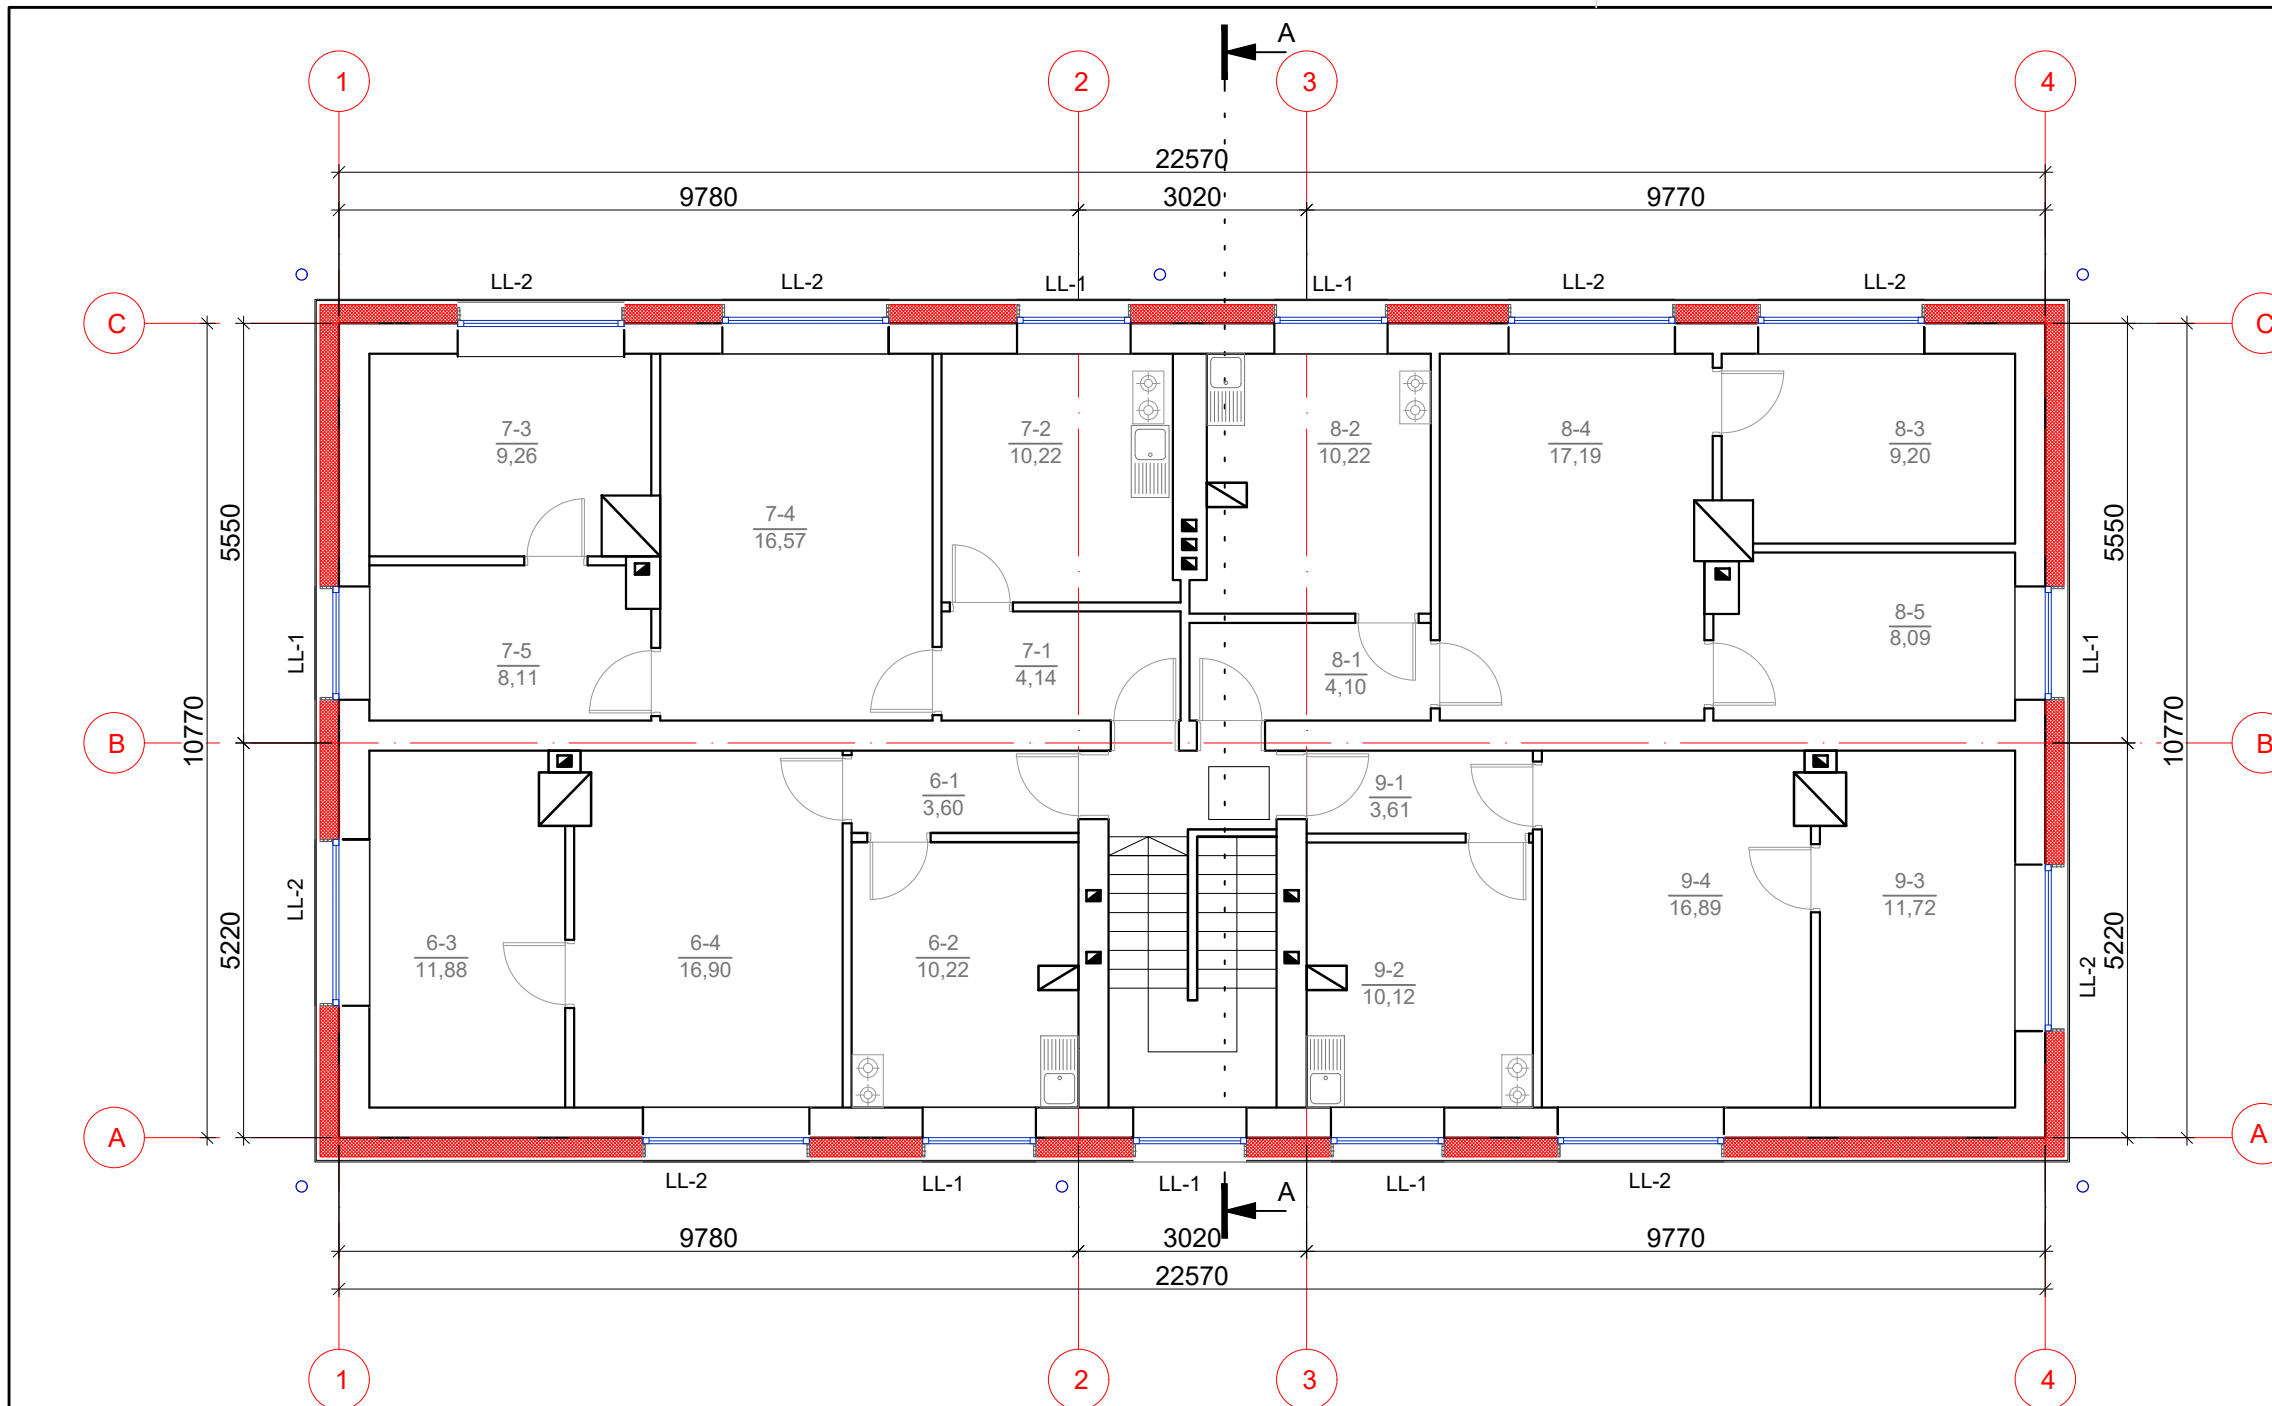 A
1 2 3 4
22570
9780 3020 9770
LL-2 LL-2 LL-1 LL-1 LL-2 LL-2
C C
7-3 7-2 8-2 8-4 8-3
9,26 10,22 10,22 17,19 9,20
7-4
16,57
5550 5550
8-5
8,09
LL-1 LL-1
7-5 7-1 8-1
8,11 4,14 4,10
10770 10770
B B
6-1 9-1
3,60 3,61
LL-2 9-4 9-3
16,89 11,72
6-3 6-4 6-2 9-2
11,88 16,90 10,22 10,12
5220 5220
LL-2
A A
LL-2 LL-1 LL-1 LL-1 LL-2
A
9780 3020 9770
22570
1 2 3 4